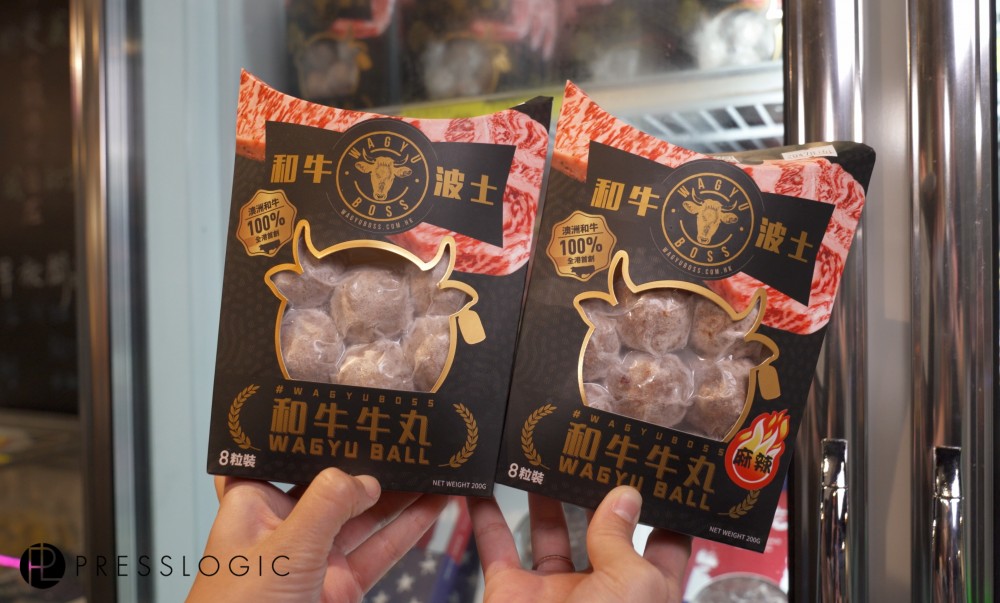 和牛
WAGYU
BOSS
WAGYUBOSS.COM.HK
波士
澳洲和牛
100%
全港首創
#WAGYUBOSS
和牛牛丸
WAGYU BALL
8粒裝
NET WEIGHT 200G
和牛
WAGYU
BOSS
WAGYUBOSS.COM.HK
波士
澳洲和牛
100%
全港首創
#WAGYUBOSS
和牛牛丸
WAGYU BALL
麻辣
8粒裝
NET WEIGHT 200G
PL PRESSLOGIC